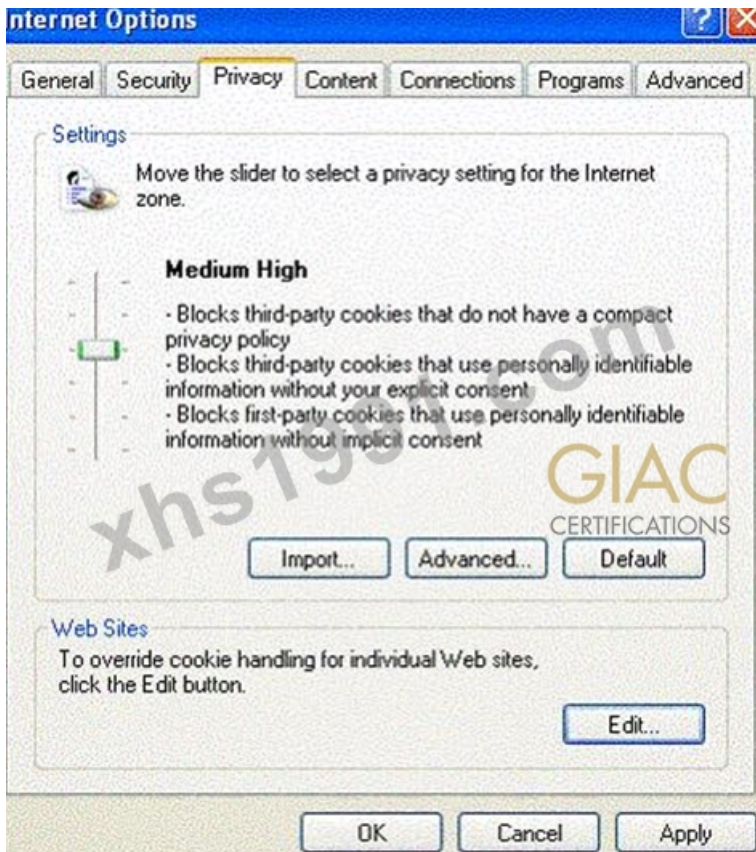 nternet Options
General Security Privacy Content Connections Programs Advanced
Settings
Move the slider to select a privacy setting for the Internet
zone.
Medium High
- Blocks third-party cookies that do not have a compact
privacy policy
- Blocks third-party cookies that use personally identifiable
information without your explicit consent
- Blocks first-party cookies that use personally identifiable
information without implicit consent
xhs1991.com
GIAC
CERTIFICATIONS
Import... Advanced... Default
Web Sites
To override cookie handling for individual Web sites,
click the Edit button.
Edit...
OK Cancel Apply